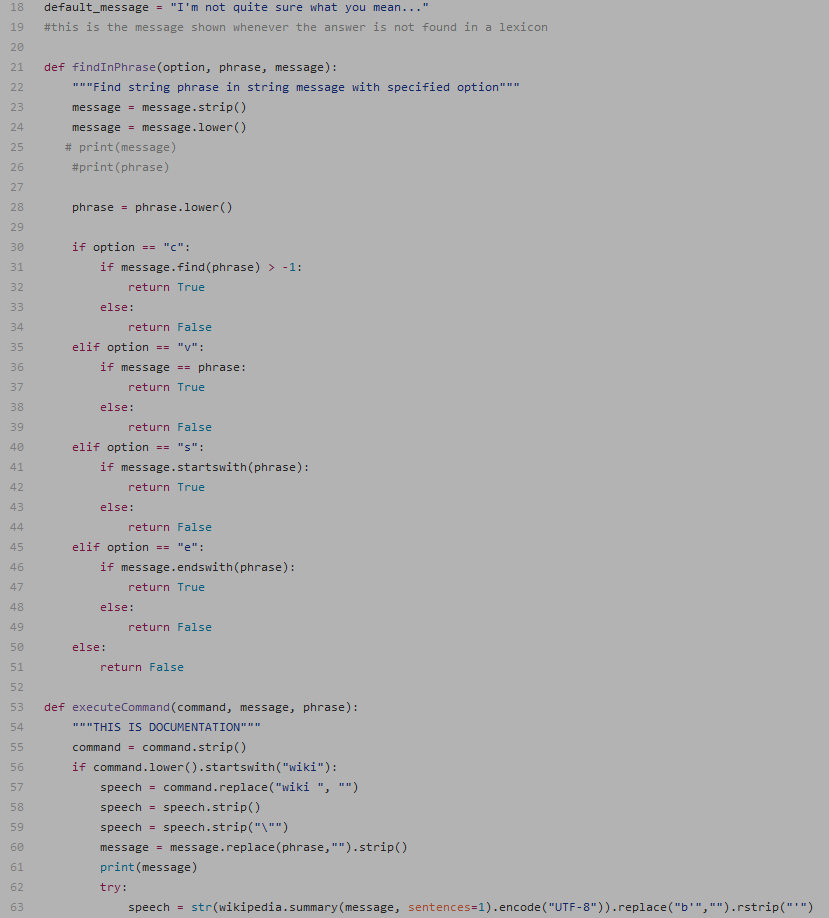 18 default_message = "I'm not quite sure what you mean..."
19 #this is the message shown whenever the answer is not found in a lexicon
20
21 def findInPhrase(option, phrase, message):
22     """Find string phrase in string message with specified option"""
23     message = message.strip()
24     message = message.lower()
25    # print(message)
26     #print(phrase)
27
28     phrase = phrase.lower()
29
30     if option == "c":
31         if message.find(phrase) > -1:
32             return True
33         else:
34             return False
35     elif option == "v":
36         if message == phrase:
37             return True
38         else:
39             return False
40     elif option == "s":
41         if message.startswith(phrase):
42             return True
43         else:
44             return False
45     elif option == "e":
46         if message.endswith(phrase):
47             return True
48         else:
49             return False
50     else:
51         return False
52
53 def executeCommand(command, message, phrase):
54     """THIS IS DOCUMENTATION"""
55     command = command.strip()
56     if command.lower().startswith("wiki"):
57         speech = command.replace("wiki ", "")
58         speech = speech.strip()
59         speech = speech.strip("\"")
60         message = message.replace(phrase,"").strip()
61         print(message)
62         try:
63             speech = str(wikipedia.summary(message, sentences=1).encode("UTF-8")).replace("b'","").rstrip("'")